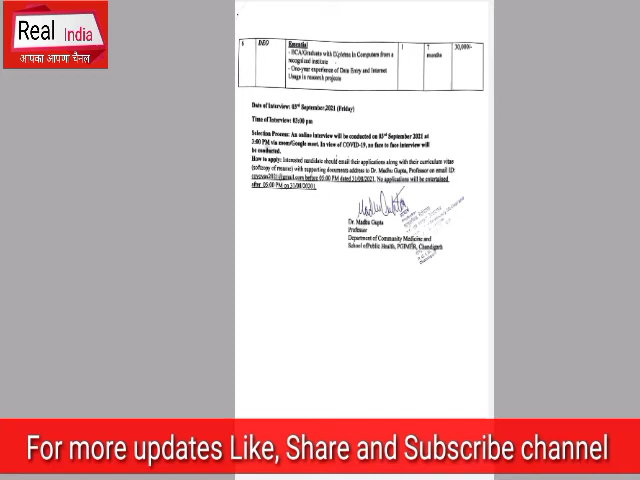 Real India
आपका आपणा चैनल
6 DEO Essential 1 7 months 30,000/-
- BCA/Graduate with Diploma in Computers from a
recognized institute
- One-year experience of Data Entry and Internet
Usage in research projects
Date of Interview: 03rd September,2021 (Friday)
Time of Interview: 03:00 pm
Selection Process: An online interview will be conducted on 03rd September 2021 at
3:00 PM via zoom/Google meet. In view of COVID-19, no face to face interview will
be conducted.
How to apply: Interested candidate should email their applications along with their curriculum vitae
(softcopy of resume) with supporting documents address to Dr. Madhu Gupta, Professor on email ID:
before 05:00 PM dated 31/08/2021. No applications will be entertained
after 05:00 PM on 31/08/20201.
Dr. Madhu Gupta
Professor
Department of Community Medicine and
School of Public Health, PGIMER, Chandigarh
For more updates Like, Share and Subscribe channel